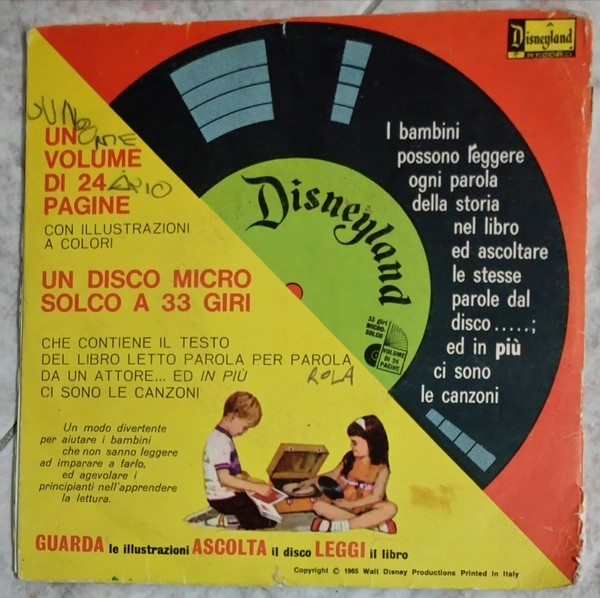 Disneyland
RECORD
I bambini
possono leggere
ogni parola
della storia
nel libro
ed ascoltare
le stesse
parole dal
disco.....;
ed in più
ci sono
le canzoni
UN
VOLUME
DI 24
PAGINE
CON ILLUSTRAZIONI
A COLORI
Disneyland
33 giri
MICRO-
SOLCO
VOLUME
DI 24
PAGINE
UN DISCO MICRO
SOLCO A 33 GIRI
CHE CONTIENE IL TESTO
DEL LIBRO LETTO PAROLA PER PAROLA
DA UN ATTORE... ED IN PIÙ
ROLA
CI SONO LE CANZONI
Un modo divertente
per aiutare i bambini
che non sanno leggere
ad imparare a farlo,
ed agevolare i
principianti nell'apprendere
la lettura.
GUARDA le illustrazioni ASCOLTA il disco LEGGI il libro
Copyright © 1965 Walt Disney Productions Printed in Italy